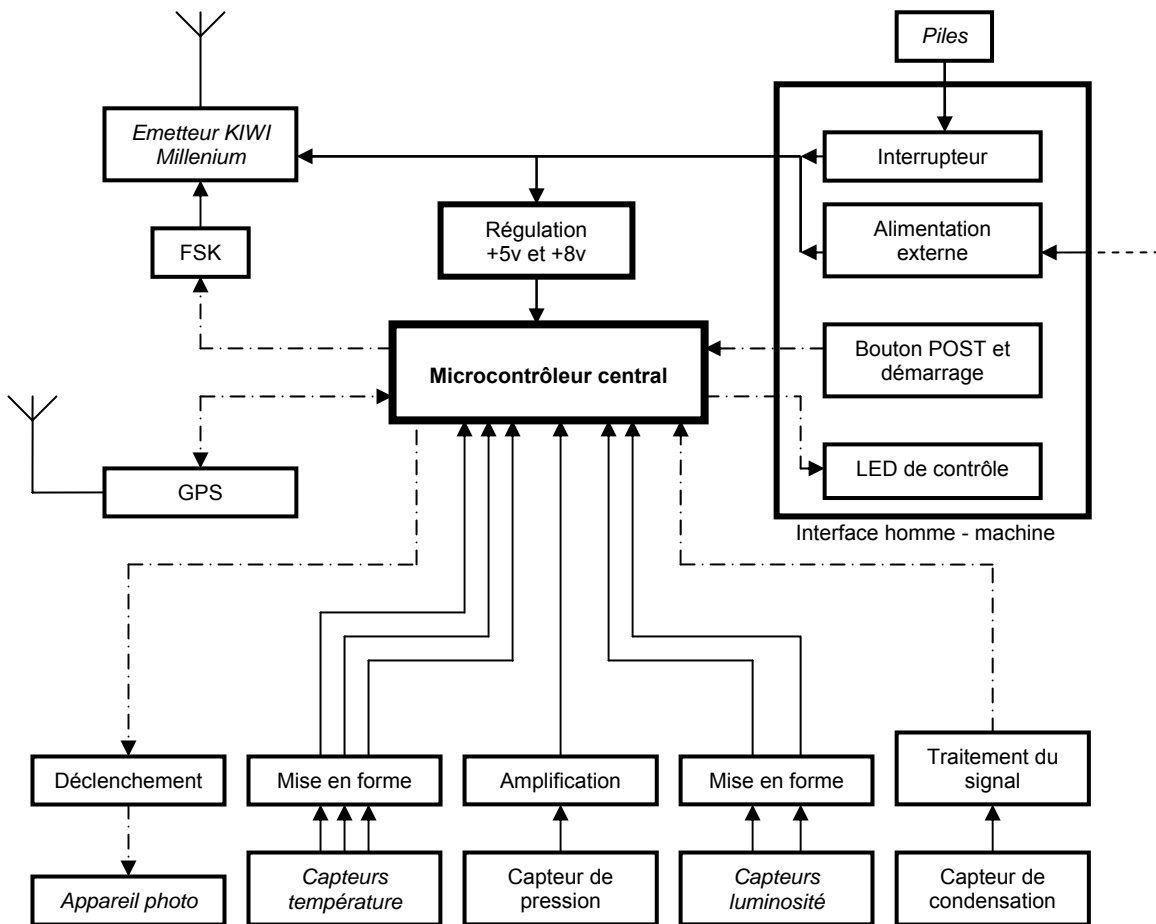 Piles
Emetteur KIWI
Millenium
Interrupteur
Régulation
+5v et +8v
Alimentation
externe
FSK
Microcontrôleur central
Bouton POST et
démarrage
GPS
LED de contrôle
Interface homme - machine
Déclenchement
Mise en forme
Amplification
Mise en forme
Traitement du
signal
Appareil photo
Capteurs
température
Capteur de
pression
Capteurs
luminosité
Capteur de
condensation